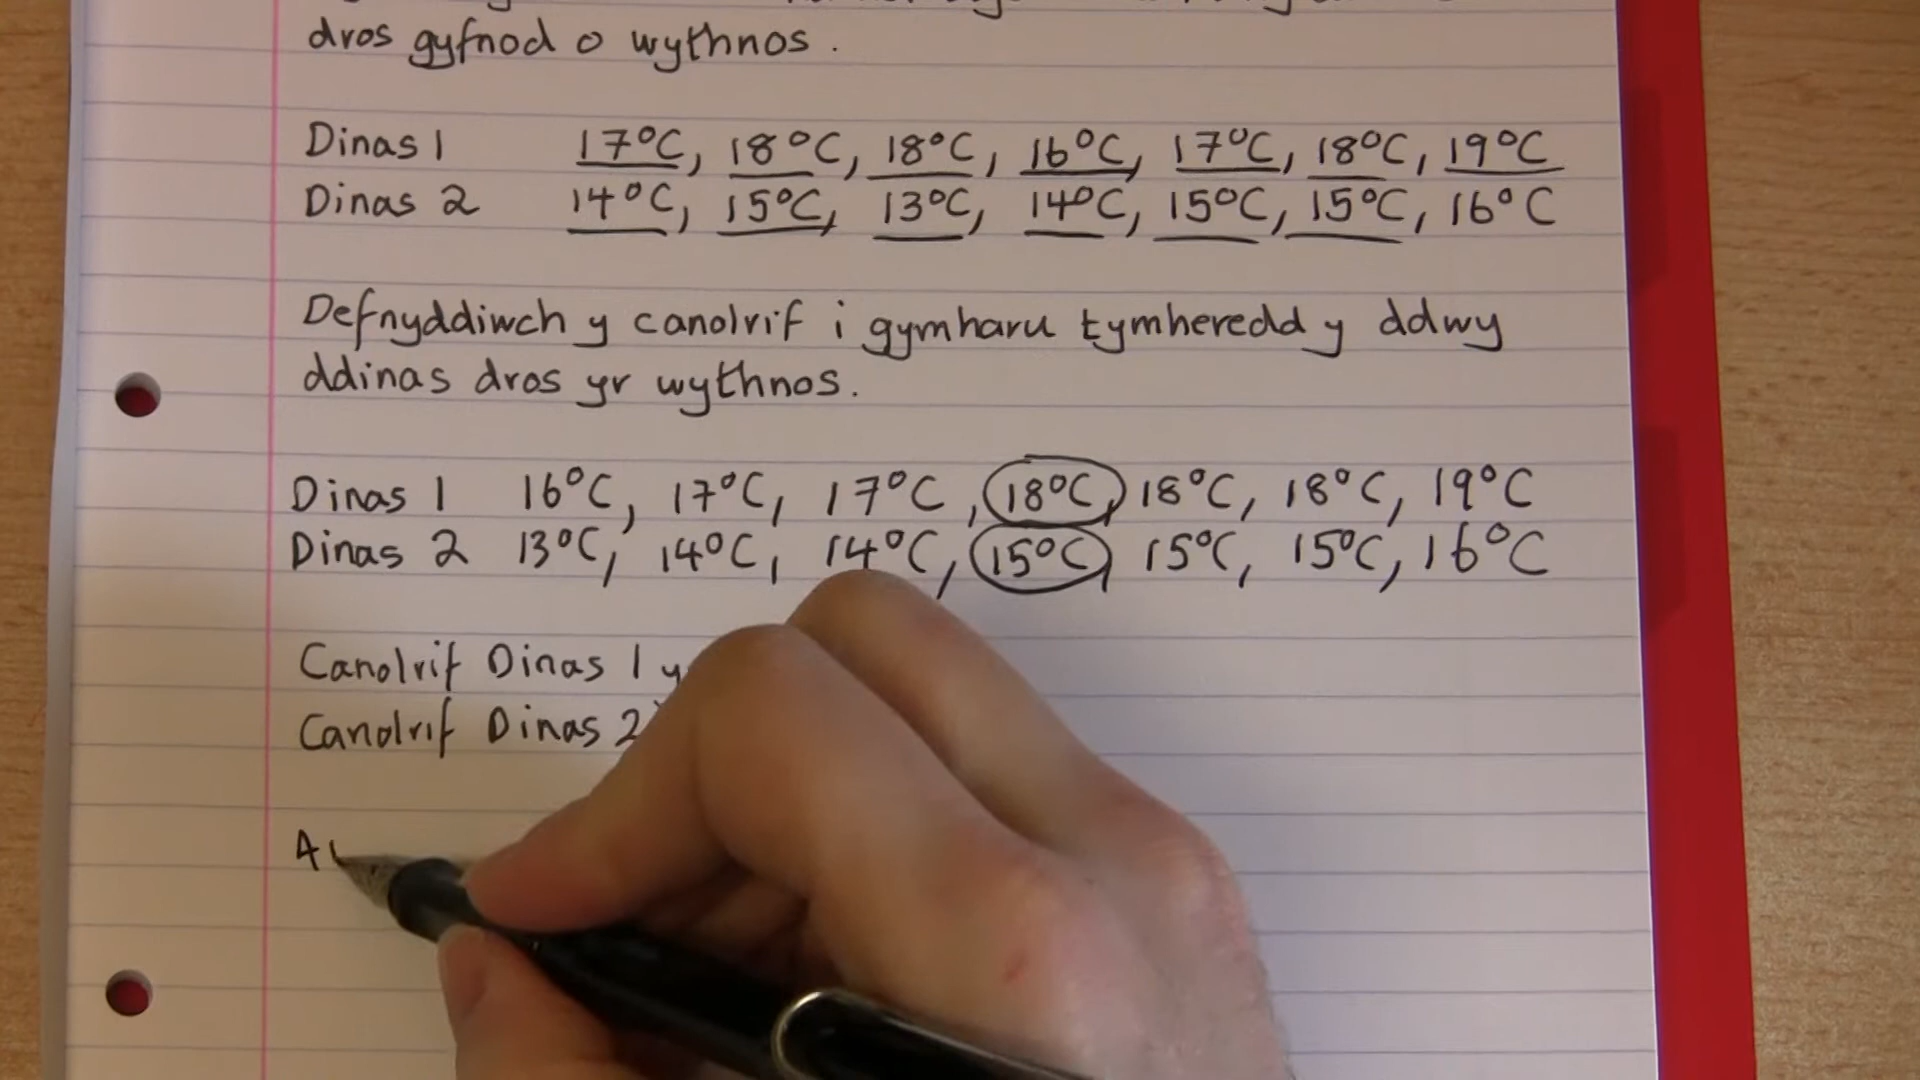 dros gyfnod o wythnos.
Dinas 1 17°C, 18°C, 18°C, 16°C, 17°C, 18°C, 19°C
Dinas 2 14°C, 15°C, 13°C, 14°C, 15°C, 15°C, 16°C
Defnyddiwch y canolrif i gymharu tymheredd y ddwy
ddinas dros yr wythnos.
Dinas 1 16°C, 17°C, 17°C, 18°C, 18°C, 18°C, 19°C
Dinas 2 13°C, 14°C, 14°C, 15°C, 15°C, 15°C, 16°C
Canolrif Dinas 1
Canolrif Dinas 2